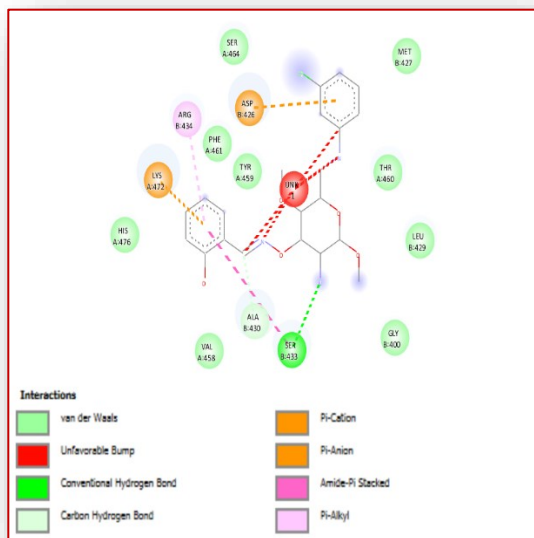 SER
A:464
MET
B:427
ASP
B:426
ARG
B:434
PHE
A:461
TYR
A:459
THR
A:460
LYS
A:472
UNK
HIS
A:476
LEU
B:429
ALA
B:430
VAL
A:458
SER
B:433
GLY
B:400
Interactions
van der Waals
Unfavorable Bump
Conventional Hydrogen Bond
Carbon Hydrogen Bond
Pi-Cation
Pi-Anion
Amide-Pi Stacked
Pi-Alkyl